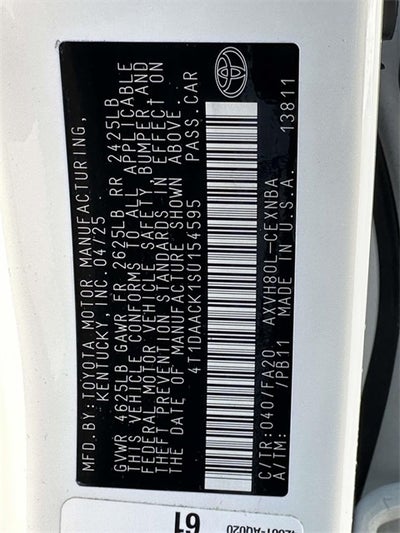 MFD.BY:TOYOTA MOTOR MANUFACTURING,
KENTUCKY, INC.04/25
GVWR 4625LB GAWR FR 2625LB RR 2425LB
THIS VEHICLE CONFORMS TO ALL APPLICABLE
FEDERAL MOTOR VEHICLE SAFETY, BUMPER,AND
THEFT PREVENTION STANDARDS IN EFFECT ON
THE DATE OF MANUFACTURE SHOWN ABOVE.
4T1DAACK1SU154595 PASS.CAR
C/TR:040/FA20 AXVH80L-CEXNBA
A/TM: /PB11 MADE IN U.S.A. 13811
61